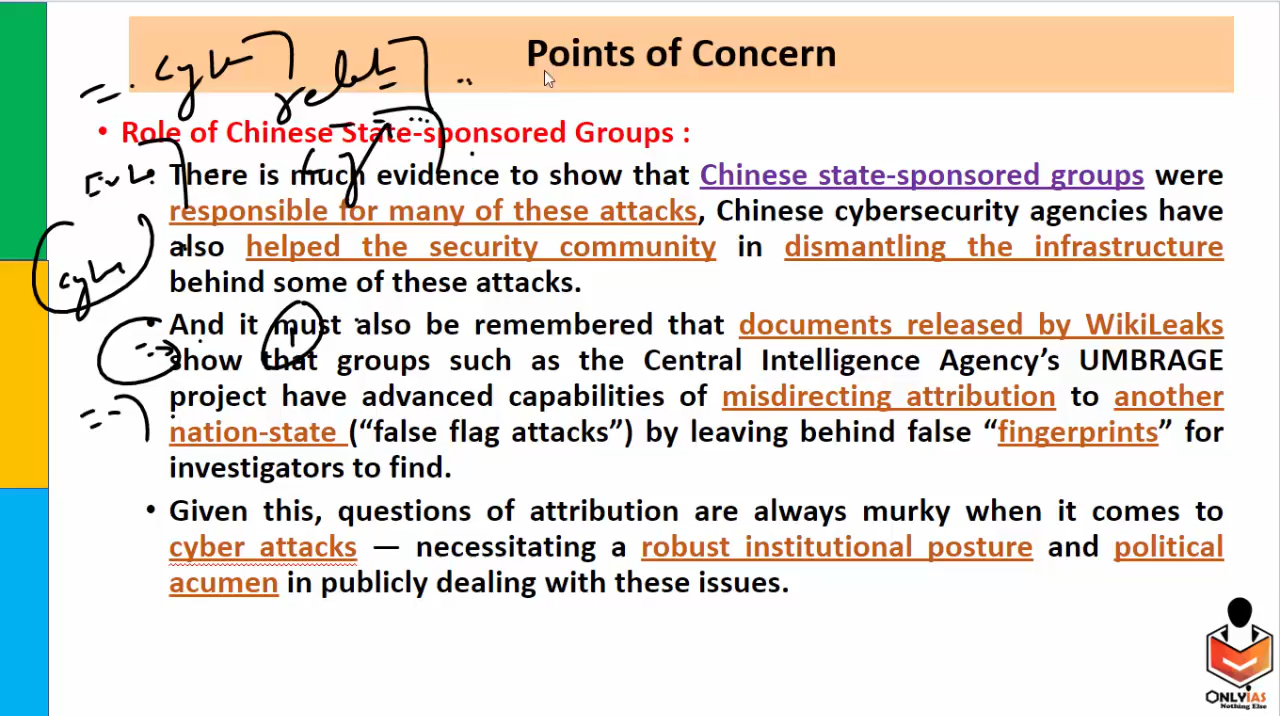 Points of Concern
• Role of Chinese State-sponsored Groups :
• There is much evidence to show that Chinese state-sponsored groups were
responsible for many of these attacks, Chinese cybersecurity agencies have
also helped the security community in dismantling the infrastructure
behind some of these attacks.
• And it must also be remembered that documents released by WikiLeaks
show that groups such as the Central Intelligence Agency’s UMBRAGE
project have advanced capabilities of misdirecting attribution to another
nation-state (“false flag attacks”) by leaving behind false “fingerprints” for
investigators to find.
• Given this, questions of attribution are always murky when it comes to
cyber attacks — necessitating a robust institutional posture and political
acumen in publicly dealing with these issues.
ONLYIAS
Nothing Else